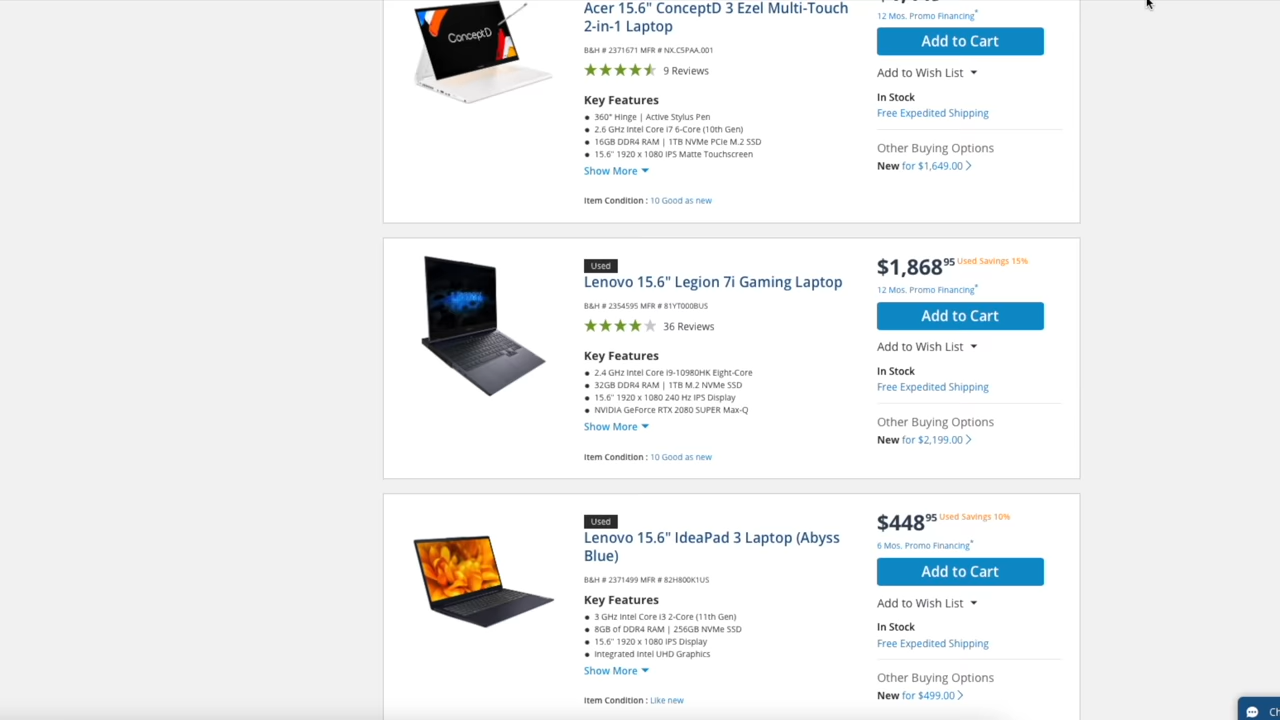 Acer 15.6" ConceptD 3 Ezel Multi-Touch
2-in-1 Laptop
B&H # 2371671 MFR # NX.C5PAA.001
9 Reviews
Key Features
360° Hinge | Active Stylus Pen
2.6 GHz Intel Core i7 6-Core (10th Gen)
16GB DDR4 RAM | 1TB NVMe PCIe M.2 SSD
15.6" 1920 x 1080 IPS Matte Touchscreen
Show More
Item Condition : 10 Good as new
12 Mos. Promo Financing*
Add to Cart
Add to Wish List
In Stock
Free Expedited Shipping
Other Buying Options
New for $1,649.00
ConceptD
Used
Lenovo 15.6" Legion 7i Gaming Laptop
B&H # 2354595 MFR # 81YT000BUS
36 Reviews
Key Features
2.4 GHz Intel Core i9-10980HK Eight-Core
32GB DDR4 RAM | 1TB M.2 NVMe SSD
15.6" 1920 x 1080 240 Hz IPS Display
NVIDIA GeForce RTX 2080 SUPER Max-Q
Show More
Item Condition : 10 Good as new
$1,868 95 Used Savings 15%
12 Mos. Promo Financing*
Add to Cart
Add to Wish List
In Stock
Free Expedited Shipping
Other Buying Options
New for $2,199.00
Used
Lenovo 15.6" IdeaPad 3 Laptop (Abyss
Blue)
B&H # 2371499 MFR # 82H800K1US
Key Features
3 GHz Intel Core i3 2-Core (11th Gen)
8GB of DDR4 RAM | 256GB NVMe SSD
15.6" 1920 x 1080 IPS Display
Integrated Intel UHD Graphics
Show More
Item Condition : Like new
$448 95 Used Savings 10%
6 Mos. Promo Financing*
Add to Cart
Add to Wish List
In Stock
Free Expedited Shipping
Other Buying Options
New for $499.00